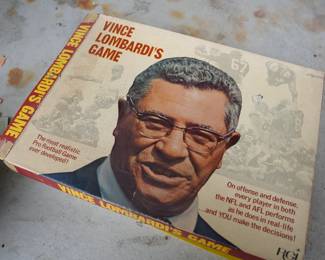 VINCE
LOMBARDI'S
GAME
VINCE LOMBARDI'S GAME
67
The most realistic
Pro Football Game
ever developed!
On offense and defense,
every player in both
the NFL and AFL performs
as he does in real-life
and YOU make the decisions!
VINCE LOMBARDI'S GAME